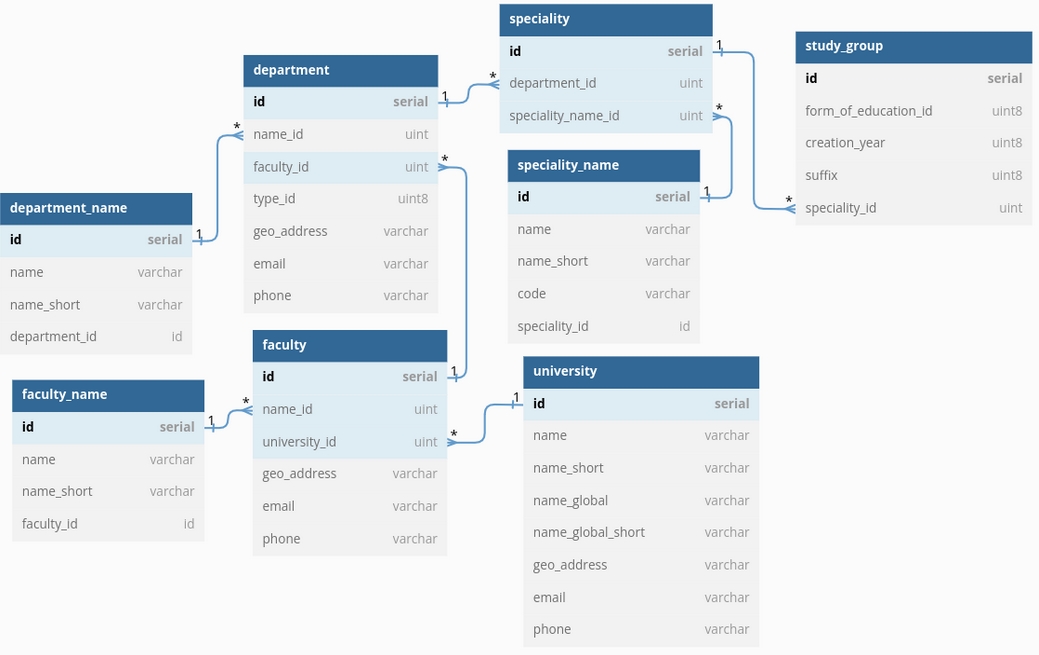 speciality
id serial
department_id uint
speciality_name_id uint
study_group
id serial
form_of_education_id uint8
creation_year uint8
suffix uint8
speciality_id uint
department
id serial
name_id uint
faculty_id uint
type_id uint8
geo_address varchar
email varchar
phone varchar
speciality_name
id serial
name varchar
name_short varchar
code varchar
speciality_id id
department_name
id serial
name varchar
name_short varchar
department_id id
faculty
id serial
name_id uint
university_id uint
geo_address varchar
email varchar
phone varchar
university
id serial
name varchar
name_short varchar
name_global varchar
name_global_short varchar
geo_address varchar
email varchar
phone varchar
faculty_name
id serial
name varchar
name_short varchar
faculty_id id
1
*
1
*
1
*
1
*
1
*
1
*
1
*